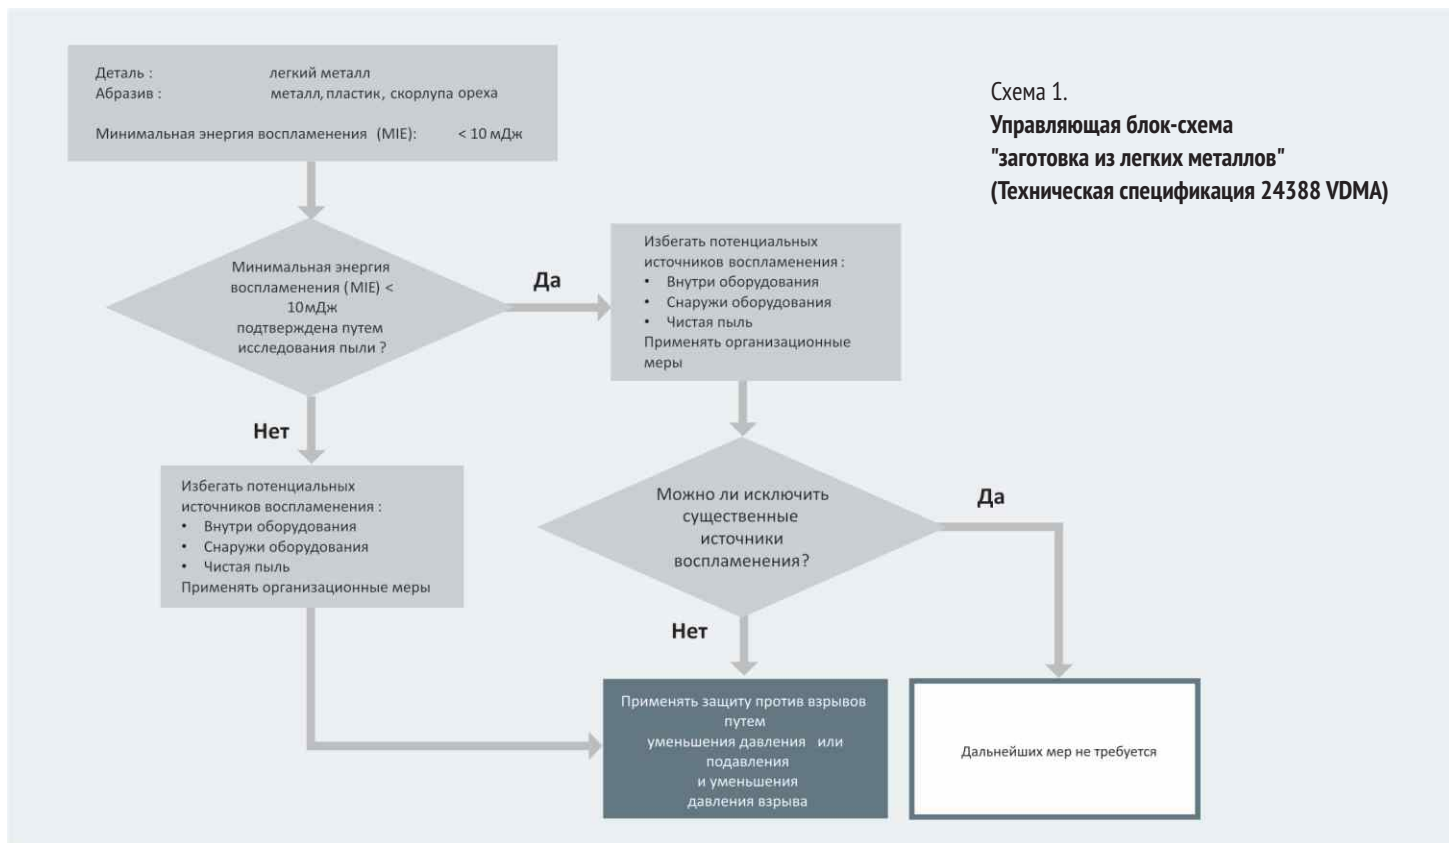 Деталь : легкий металл
Абразив : металл, пластик, скорлупа ореха
Минимальная энергия воспламенения (MIE): < 10 мДж
Схема 1.
Управляющая блок-схема
"заготовка из легких металлов"
(Техническая спецификация 24388 VDMA)
Минимальная энергия
воспламенения (MIE) <
10 мДж
подтверждена путем
исследования пыли ?
Да
Избегать потенциальных
источников воспламенения :
• Внутри оборудования
• Снаружи оборудования
• Чистая пыль
Применять организационные
меры
Нет
Избегать потенциальных
источников воспламенения :
• Внутри оборудования
• Снаружи оборудования
• Чистая пыль
Применять организационные меры
Можно ли исключить
существенные
источники
воспламенения?
Да
Нет
Применять защиту против взрывов
путем
уменьшения давления или
подавления
и уменьшения
давления взрыва
Дальнейших мер не требуется